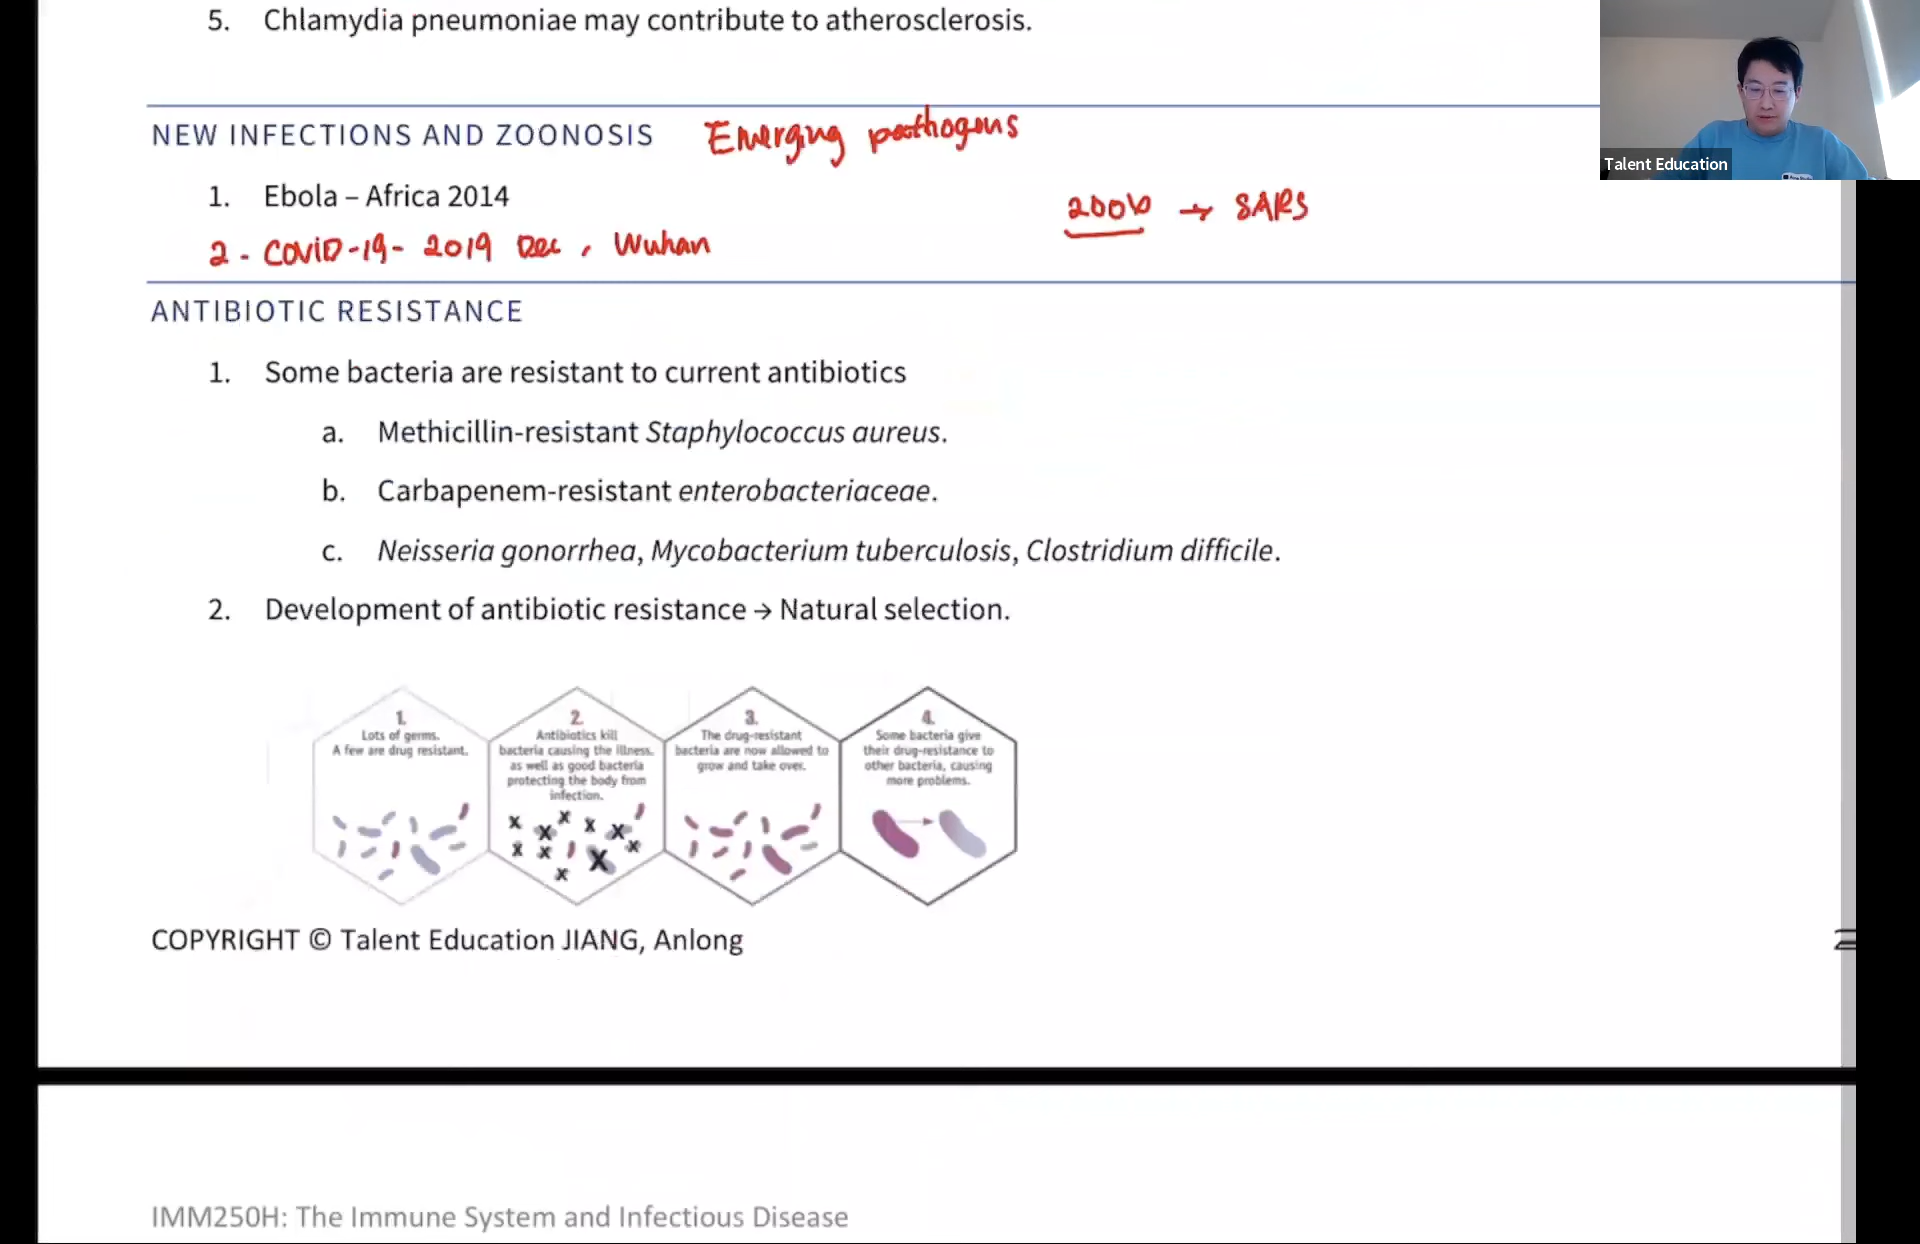 5. Chlamydia pneumoniae may contribute to atherosclerosis.
Talent Education
NEW INFECTIONS AND ZOONOSIS Emerging pathogens
1. Ebola – Africa 2014
2000 → SARS
2 - COVID-19 - 2019 Dec , Wuhan
ANTIBIOTIC RESISTANCE
1. Some bacteria are resistant to current antibiotics
a. Methicillin-resistant Staphylococcus aureus.
b. Carbapenem-resistant enterobacteriaceae.
c. Neisseria gonorrhea, Mycobacterium tuberculosis, Clostridium difficile.
2. Development of antibiotic resistance → Natural selection.
1.
Lots of germs.
A few are drug resistant.
2.
Antibiotics kill
bacteria causing the illness,
as well as good bacteria
protecting the body from
infection.
3.
The drug-resistant
bacteria are now allowed to
grow and take over.
4.
Some bacteria give
their drug-resistance to
other bacteria, causing
more problems.
COPYRIGHT © Talent Education JIANG, Anlong
IMM250H: The Immune System and Infectious Disease